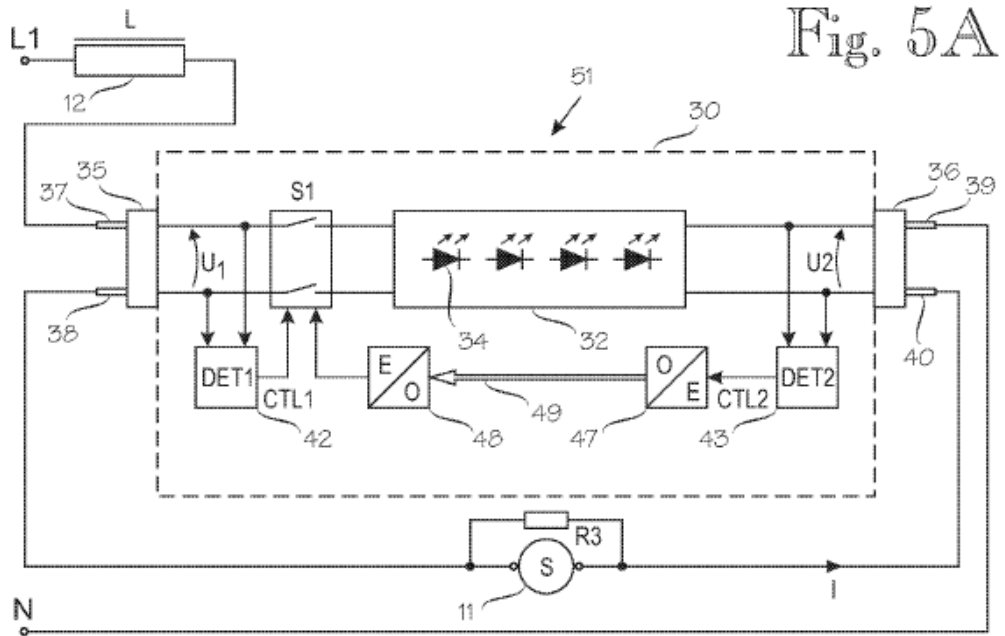 Fig. 5A
L1
L
12
51
30
35
37
S1
36
39
U1
U2
38
34
32
40
DET1
CTL1
E
O
O
E
CTL2
DET2
42
48
49
47
43
R3
S
11
I
N